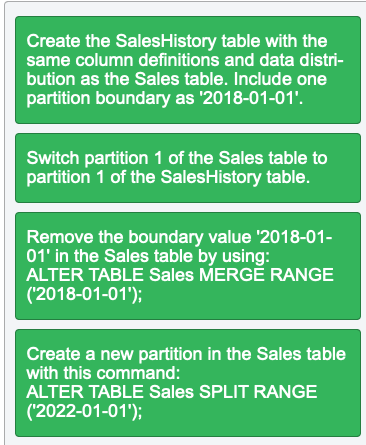 Create the SalesHistory table with the
same column definitions and data distri-
bution as the Sales table. Include one
partition boundary as '2018-01-01'.
Switch partition 1 of the Sales table to
partition 1 of the SalesHistory table.
Remove the boundary value '2018-01-
01' in the Sales table by using:
ALTER TABLE Sales MERGE RANGE
('2018-01-01');
Create a new partition in the Sales table
with this command:
ALTER TABLE Sales SPLIT RANGE
('2022-01-01');